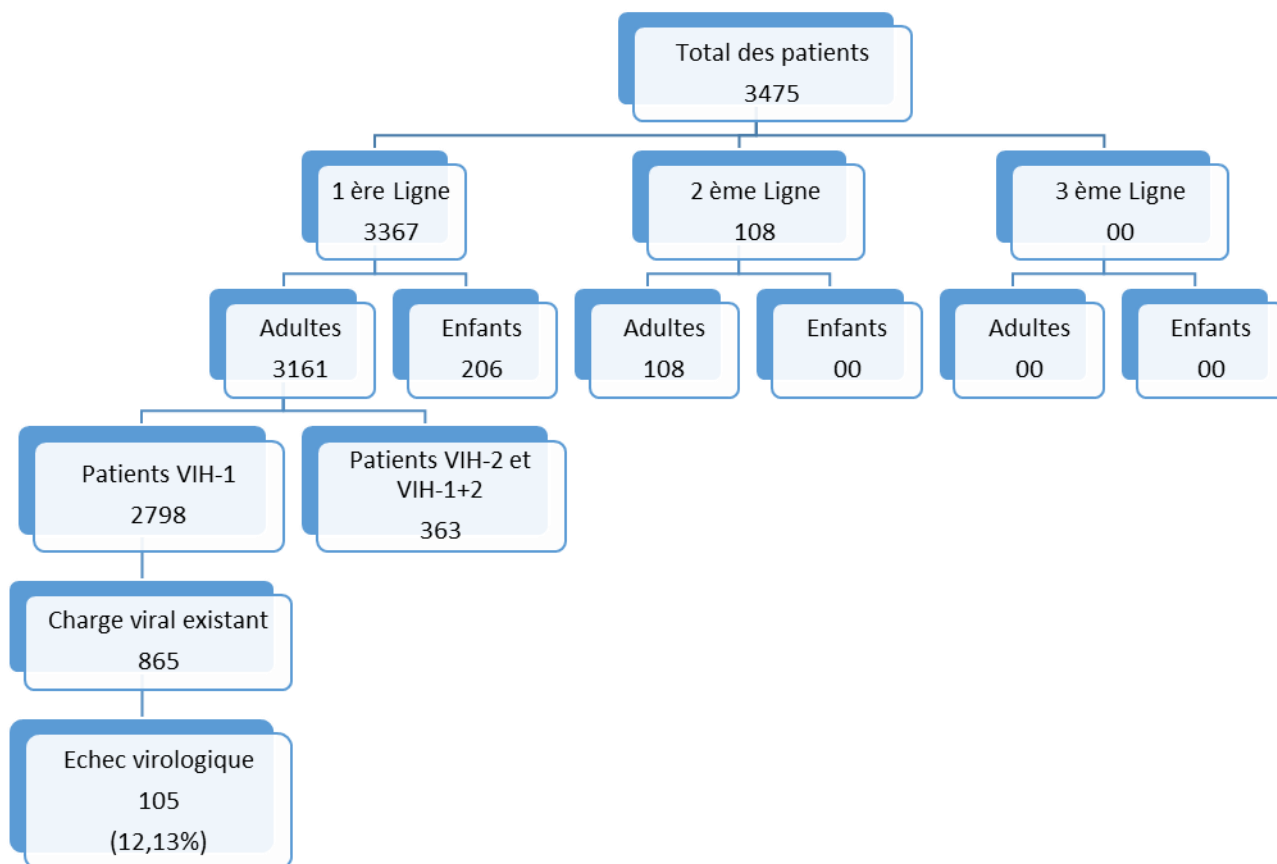 Total des patients
3475
1 ère Ligne
3367
2 ème Ligne
108
3 ème Ligne
00
Adultes
3161
Enfants
206
Adultes
108
Enfants
00
Adultes
00
Enfants
00
Patients VIH-1
2798
Patients VIH-2 et
VIH-1+2
363
Charge viral existant
865
Echec virologique
105
(12,13%)